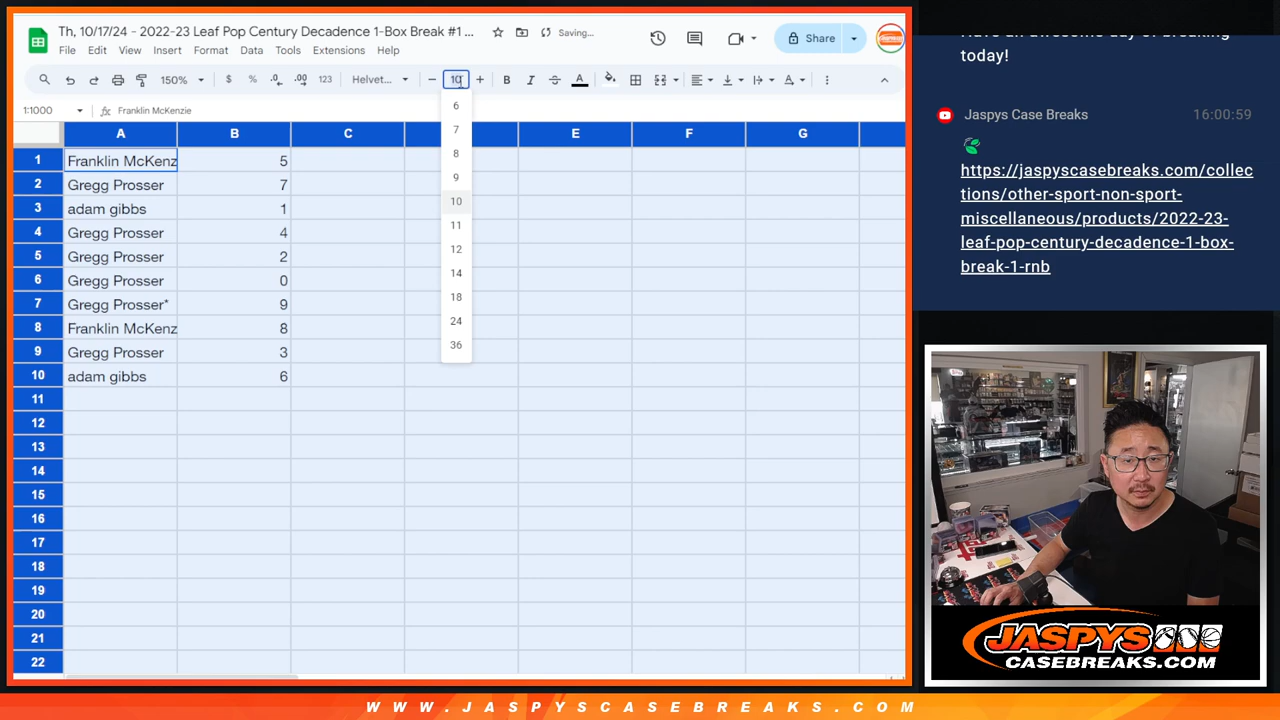 Th, 10/17/24 - 2022-23 Leaf Pop Century Decadence 1-Box Break #1 ...
Saving...
File Edit View Insert Format Data Tools Extensions Help
Share
150% $ % .0 .00 123 Helvet... − 10 + B I A
1:1000 fx Franklin McKenzie
A B C E F G
1 Franklin McKenz 5
2 Gregg Prosser 7
3 adam gibbs 1
4 Gregg Prosser 4
5 Gregg Prosser 2
6 Gregg Prosser 0
7 Gregg Prosser* 9
8 Franklin McKenz 8
9 Gregg Prosser 3
10 adam gibbs 6
11
12
13
14
15
16
17
18
19
20
21
22
6
7
8
9
10
11
12
14
18
24
36
today!
Jaspys Case Breaks 16:00:59
https://jaspyscasebreaks.com/collec
tions/other-sport-non-sport-
miscellaneous/products/2022-23-
leaf-pop-century-decadence-1-box-
break-1-rnb
JASPYS
CASEBREAKS.COM
WWW.JASPYSCASEBREAKS.COM